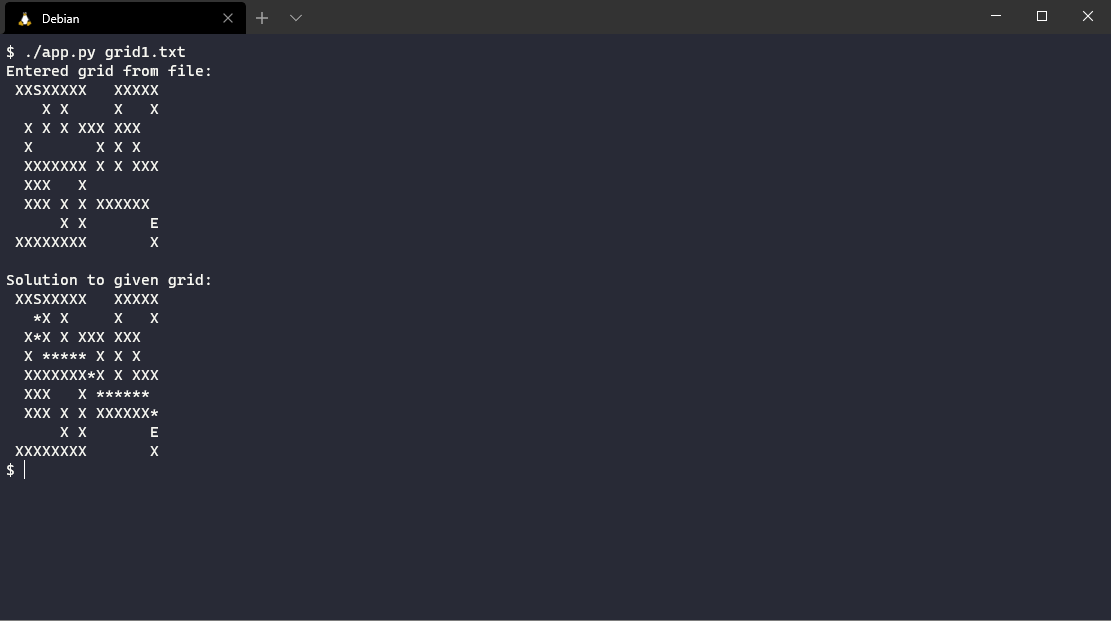 Debian
$ ./app.py grid1.txt
Entered grid from file:
 XXSXXXXX   XXXXX
    X X     X   X
  X X X XXX XXX
  X       X X X
  XXXXXXX X X XXX
  XXX   X
  XXX X X XXXXXX
      X X       E
 XXXXXXXX       X

Solution to given grid:
 XXSXXXXX   XXXXX
   *X X     X   X
  X*X X XXX XXX
  X ***** X X X
  XXXXXXX*X X XXX
  XXX   X ******
  XXX X X XXXXXX*
      X X       E
 XXXXXXXX       X
$